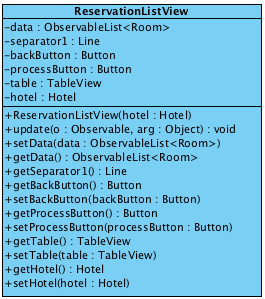 ReservationListView
-data : ObservableList<Room>
-separator1 : Line
-backButton : Button
-processButton : Button
-table : TableView
-hotel : Hotel
+ReservationListView(hotel : Hotel)
+update(o : Observable, arg : Object) : void
+setData(data : ObservableList<Room>)
+getData() : ObservableList<Room>
+getSeparator1() : Line
+getBackButton() : Button
+setBackButton(backButton : Button)
+getProcessButton() : Button
+setProcessButton(processButton : Button)
+getTable() : TableView
+setTable(table : TableView)
+getHotel() : Hotel
+setHotel(hotel : Hotel)